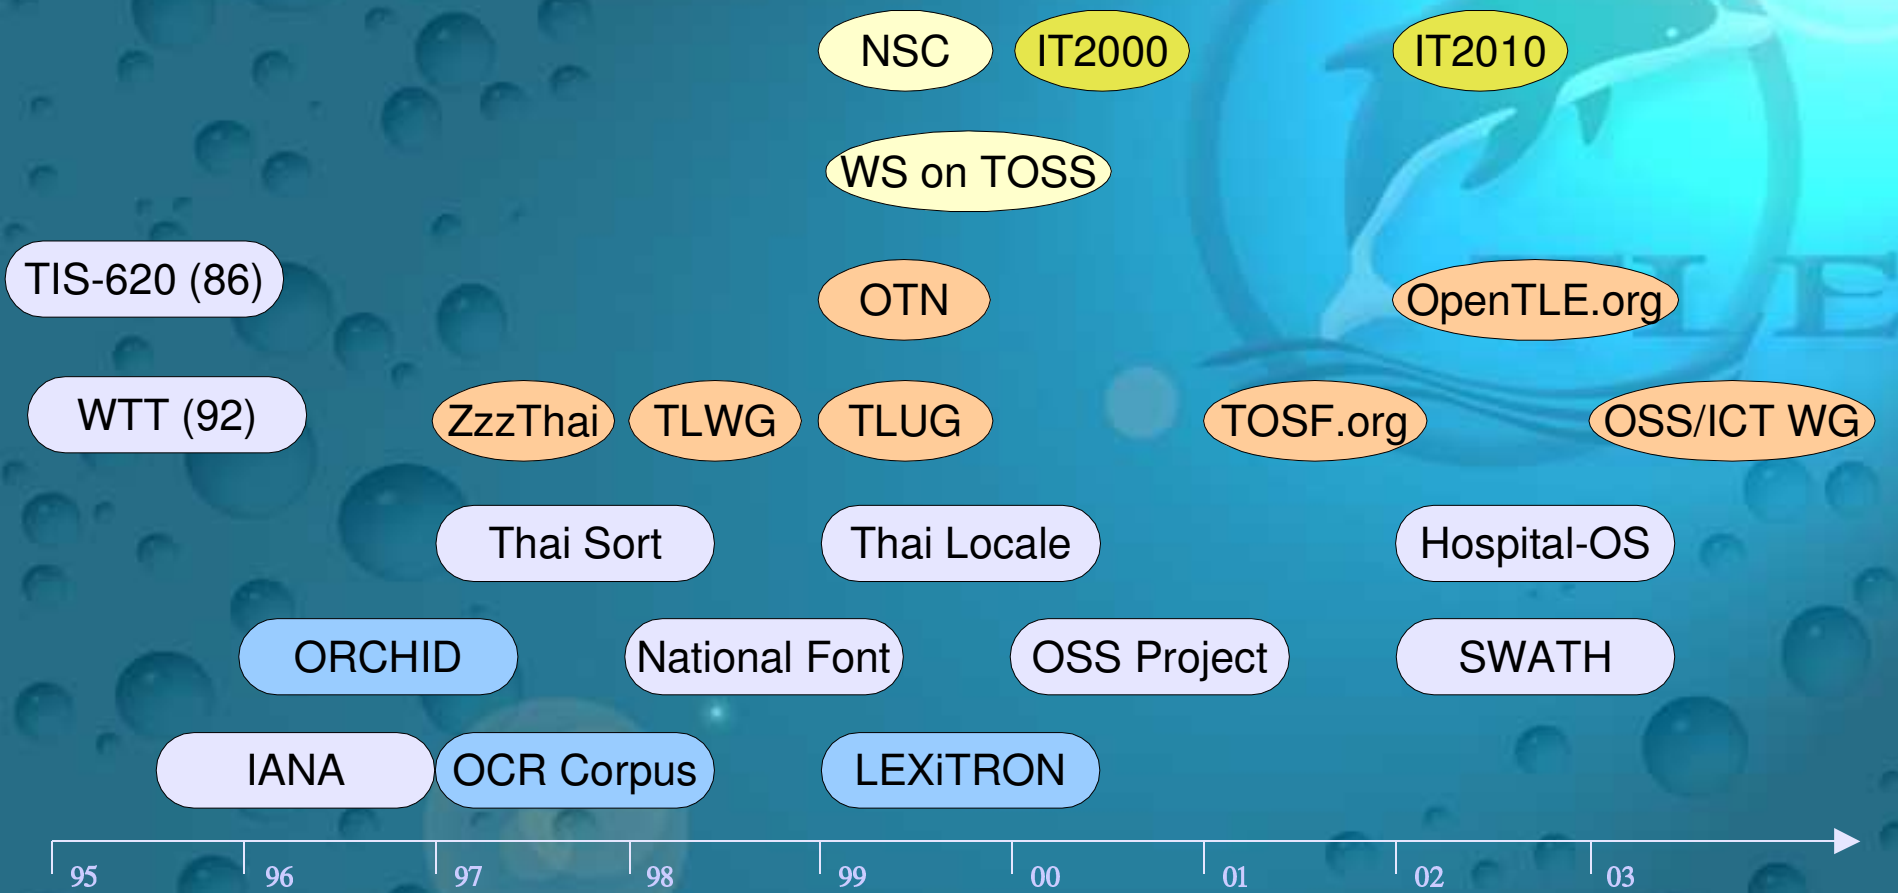 NSC
IT2000
IT2010
WS on TOSS
TIS-620 (86)
OTN
OpenTLE.org
TLE
WTT (92)
ZzzThai
TLWG
TLUG
TOSF.org
OSS/ICT WG
Thai Sort
Thai Locale
Hospital-OS
ORCHID
National Font
OSS Project
SWATH
IANA
OCR Corpus
LEXiTRON
95
96
97
98
99
00
01
02
03